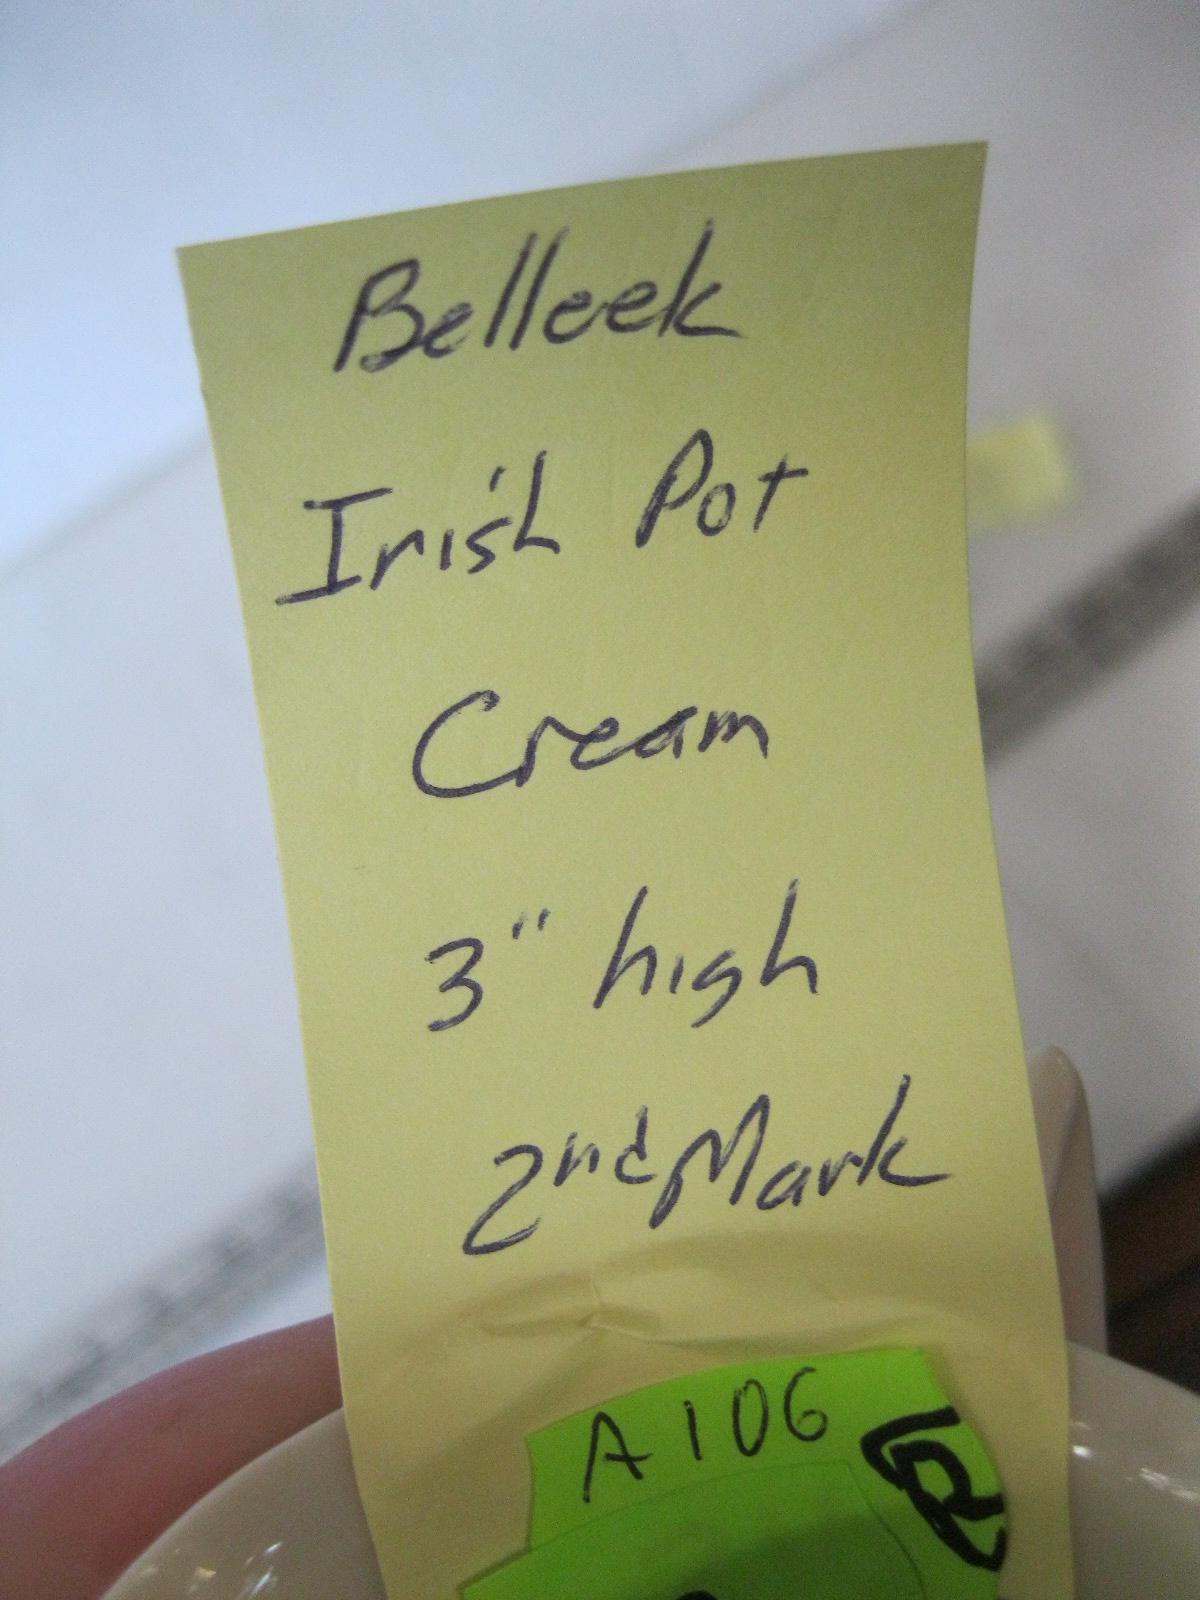 Belleek
Irish Pot
Cream
3" high
2nd Mark
A106